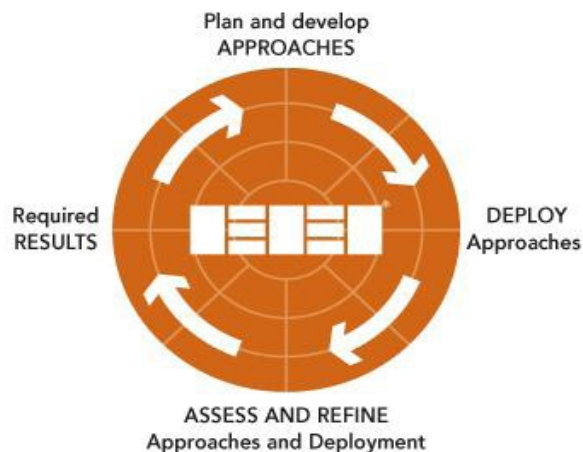 Plan and develop
APPROACHES
Required
RESULTS
DEPLOY
Approaches
ASSESS AND REFINE
Approaches and Deployment